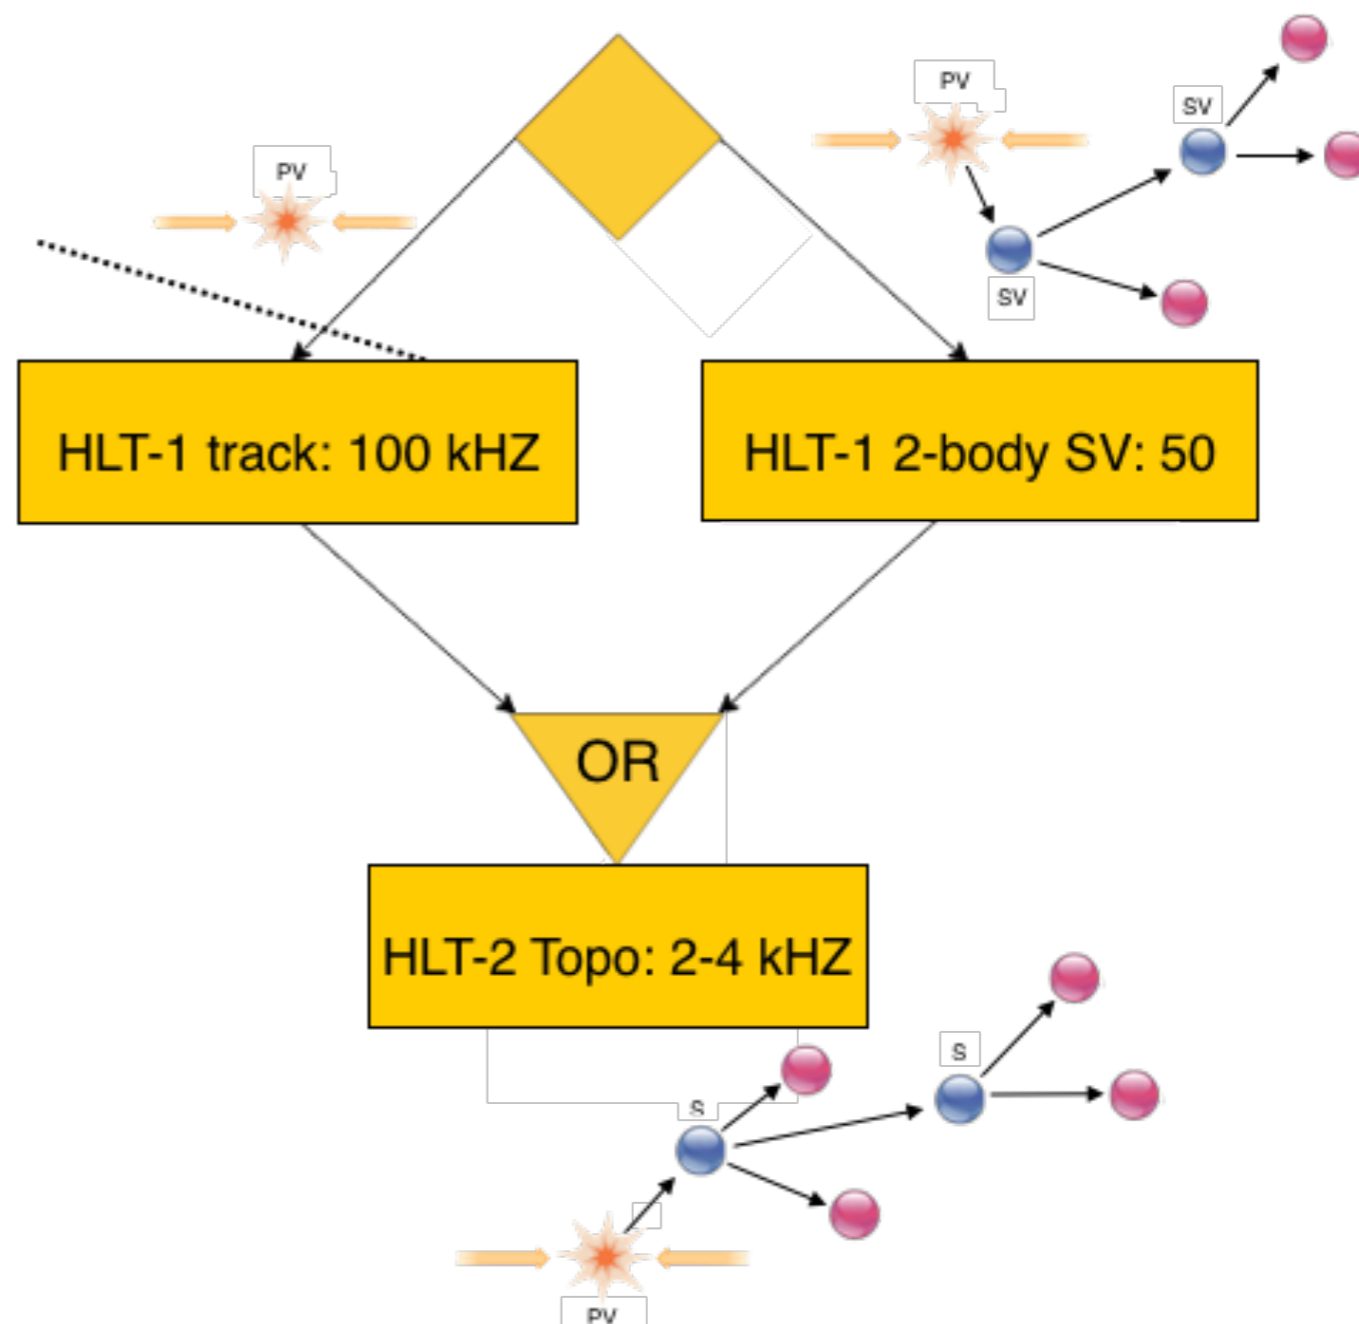 PV
SV
PV
SV
HLT-1 track: 100 kHZ
HLT-1 2-body SV: 50
OR
HLT-2 Topo: 2-4 kHZ
S
S
PV